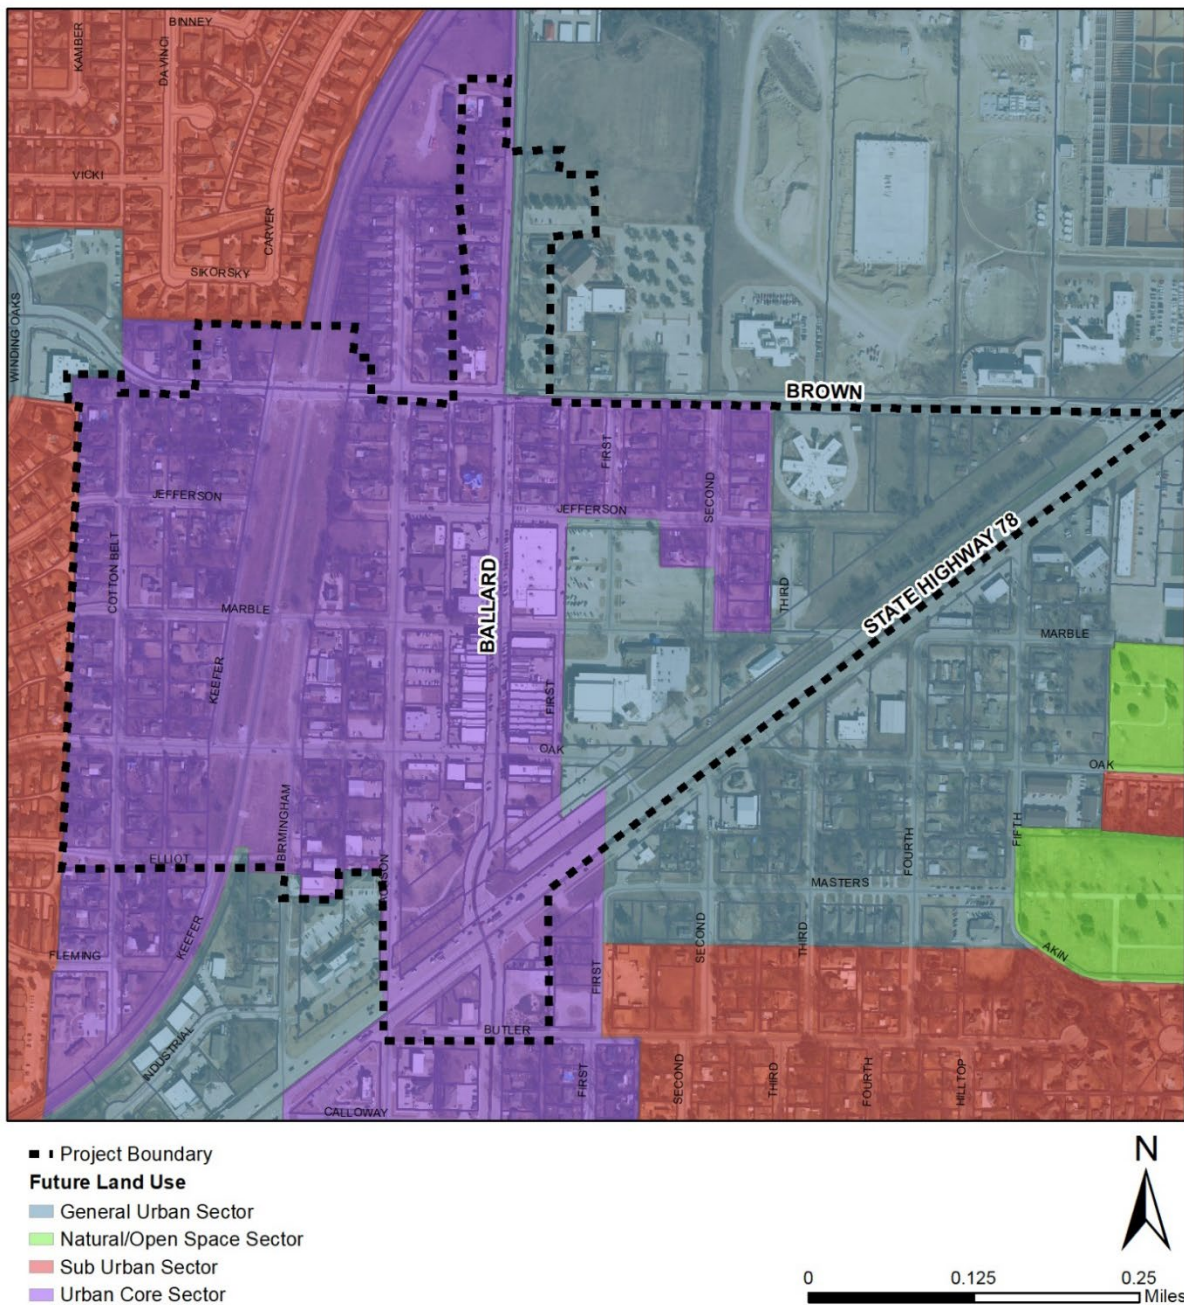 BINNEY
KAMBER
DA VINCI
VICKI
CARVER
SIKORSKY
WINDING OAKS
BROWN
FIRST
SECOND
JEFFERSON
JEFFERSON
COTTON BELT
BALLARD
STATE HIGHWAY 78
THIRD
MARBLE
MARBLE
KEEFER
FIRST
OAK
OAK
BIRMINGHAM
FIFTH
FOURTH
ELLIOT
MASTERS
KEEFER
SECOND
THIRD
FLEMING
AKIN
FIRST
INDUSTRIAL
BUTLER
SECOND
THIRD
FOURTH
HILLTOP
FIRST
CALLOWAY
Project Boundary
Future Land Use
General Urban Sector
Natural/Open Space Sector
Sub Urban Sector
Urban Core Sector
N
0 0.125 0.25
Miles